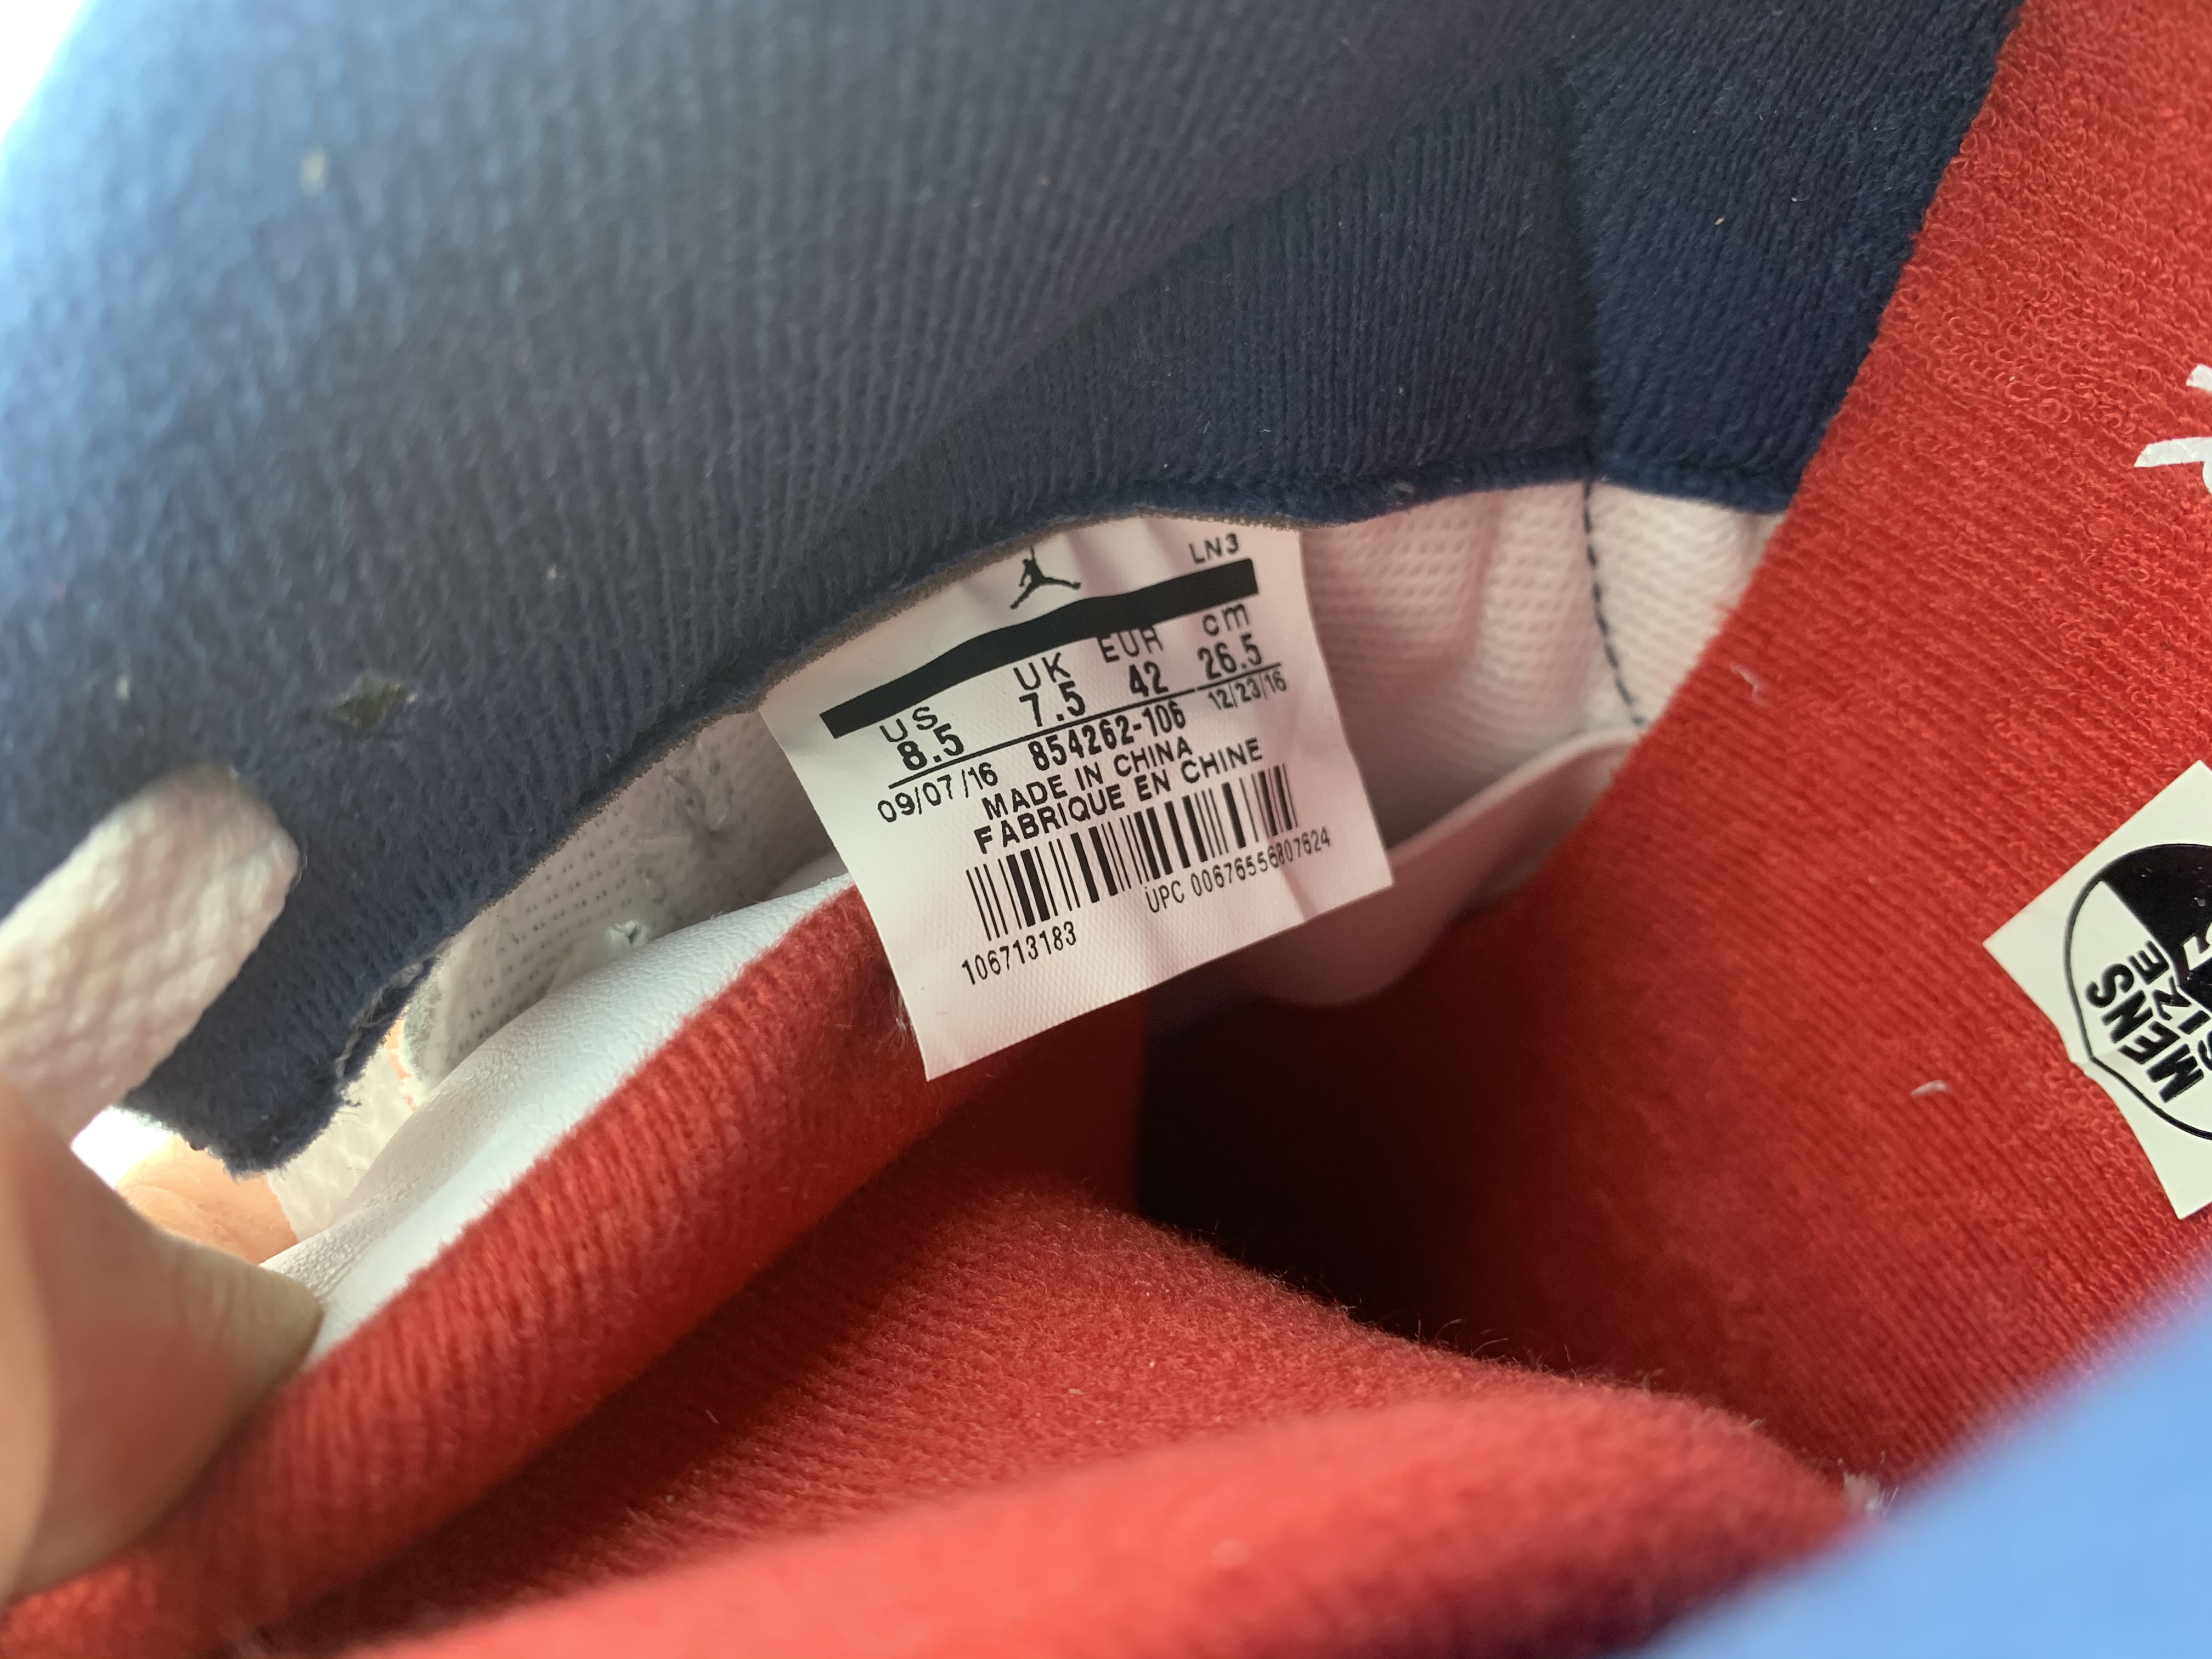 LN3
US UK EUR cm
8.5 7.5 42 26.5
09/07/16 854262-106 12/23/16
MADE IN CHINA
FABRIQUE EN CHINE
UPC 00676556807624
106713183
MENS
SIZE